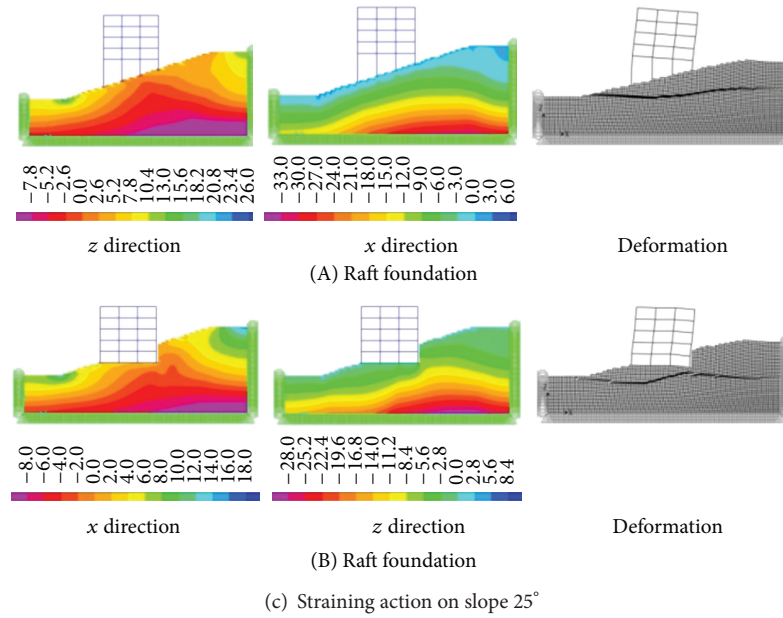 −7.8 −5.2 −2.6 0.0 2.6 5.2 7.8 10.4 13.0 15.6 18.2 20.8 23.4 26.0
−33.0 −30.0 −27.0 −24.0 −21.0 −18.0 −15.0 −12.0 −9.0 −6.0 −3.0 0.0 3.0 6.0
z direction
x direction
Deformation
(A) Raft foundation
−8.0 −6.0 −4.0 −2.0 0.0 2.0 4.0 6.0 8.0 10.0 12.0 14.0 16.0 18.0
−28.0 −25.2 −22.4 −19.6 −16.8 −14.0 −11.2 −8.4 −5.6 −2.8 0.0 2.8 5.6 8.4
x direction
z direction
Deformation
(B) Raft foundation
(c) Straining action on slope 25°